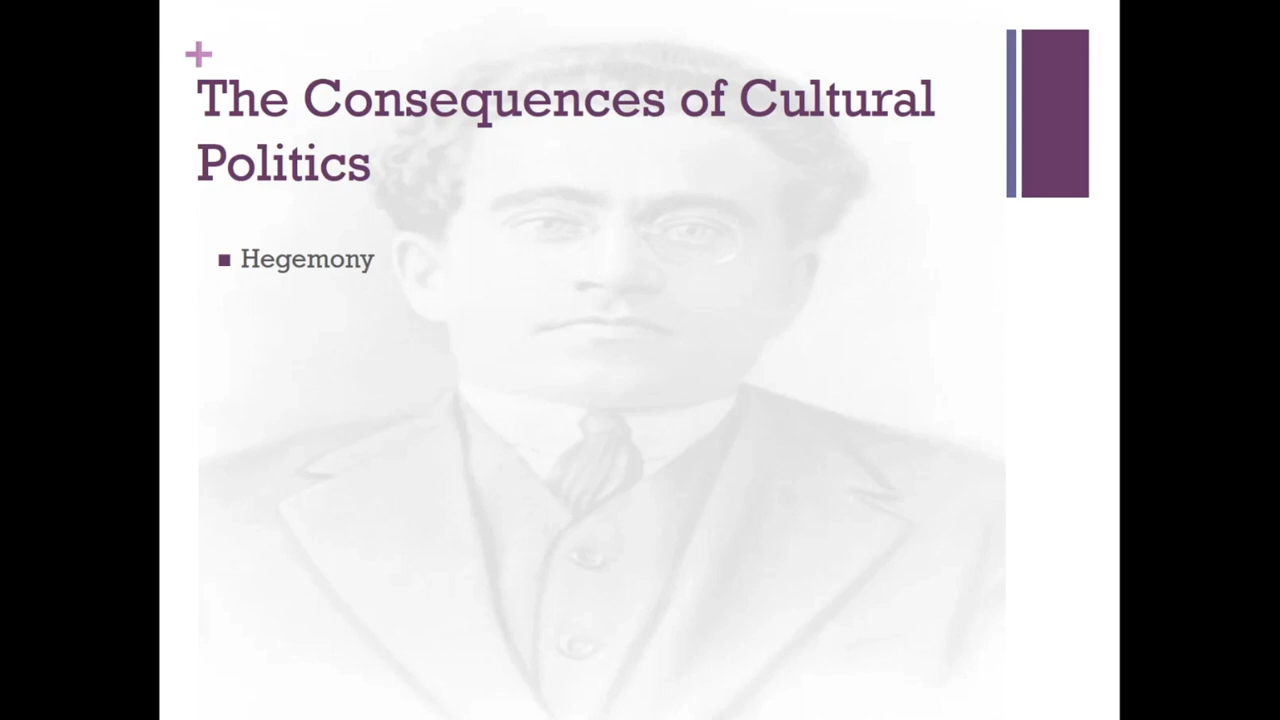 +
The Consequences of Cultural
Politics
■ Hegemony